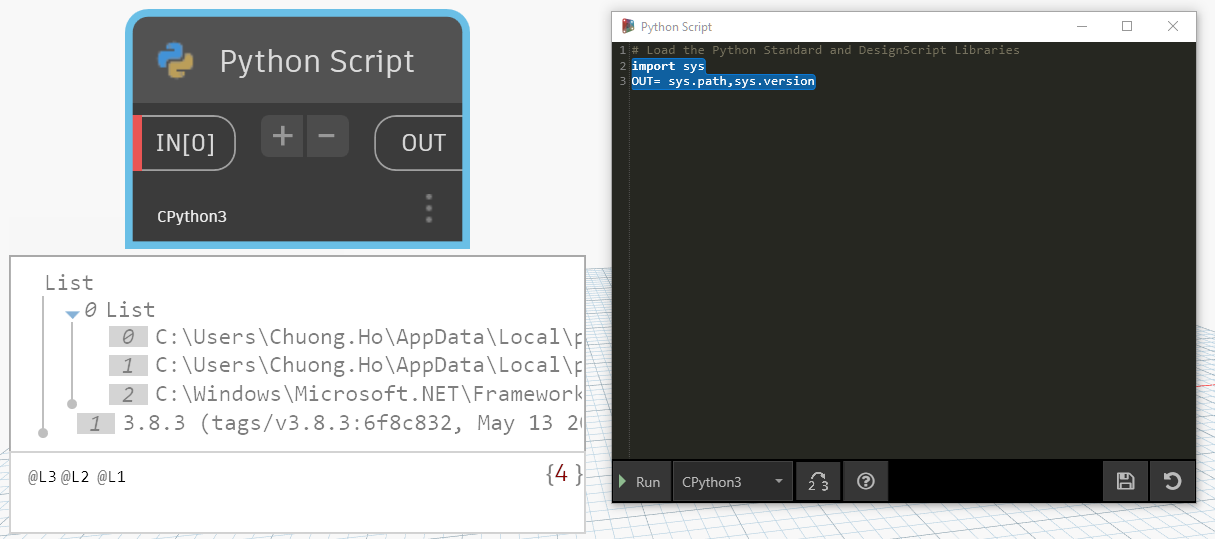 Python Script
IN[0] + − OUT
CPython3
List
0 List
0 C:\Users\Chuong.Ho\AppData\Local\
1 C:\Users\Chuong.Ho\AppData\Local\
2 C:\Windows\Microsoft.NET\Framework
1 3.8.3 (tags/v3.8.3:6f8c832, May 13
@L3 @L2 @L1
{4}
Python Script
1 # Load the Python Standard and DesignScript Libraries
2 import sys
3 OUT= sys.path,sys.version
Run
CPython3
2 3
?